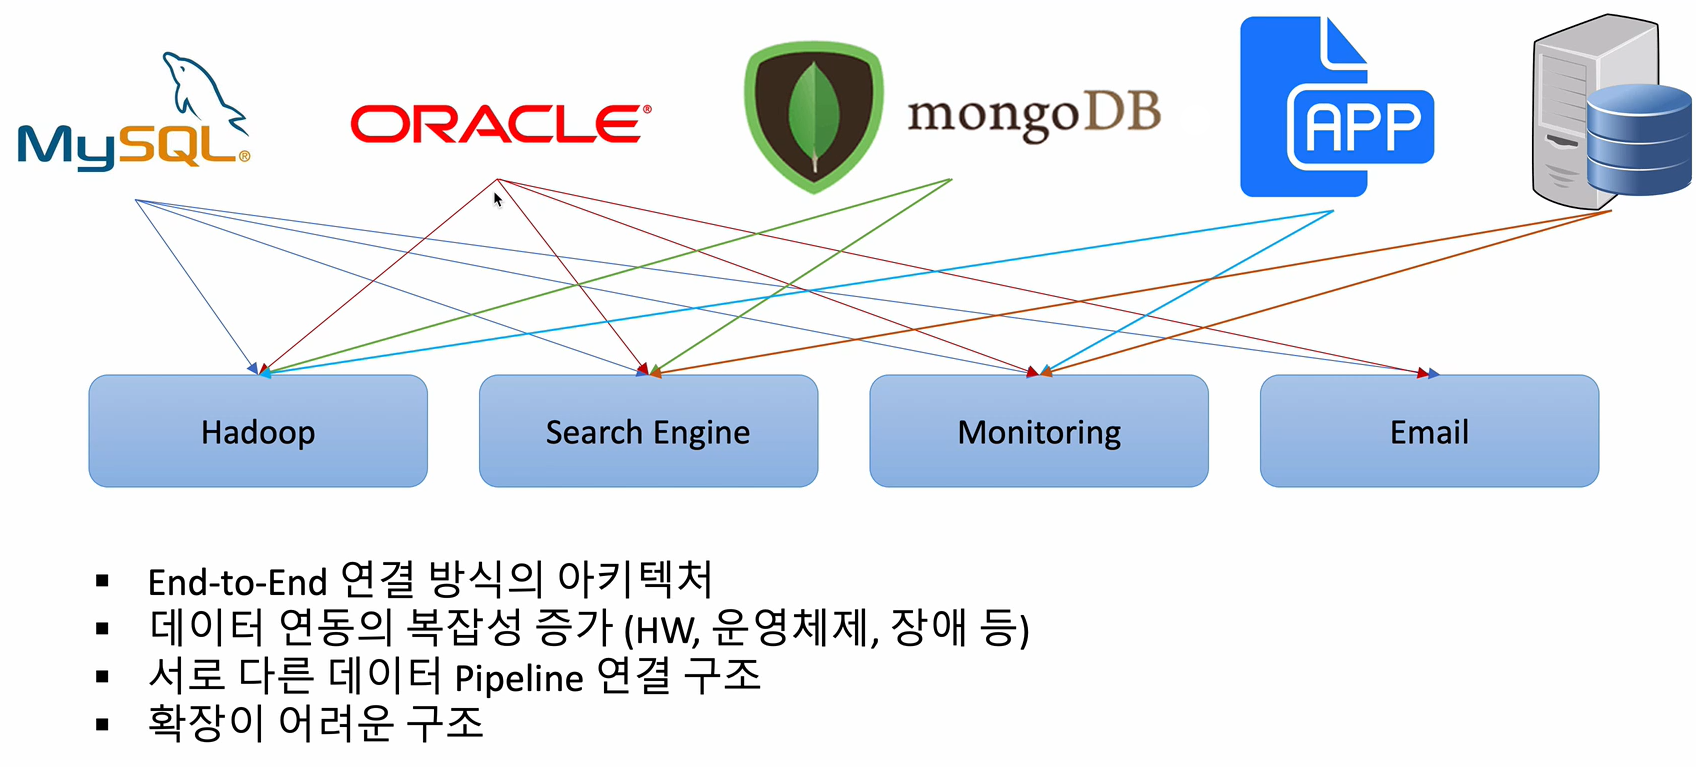 MySQL®
ORACLE®
mongoDB
APP
Hadoop
Search Engine
Monitoring
Email
▪ End-to-End 연결 방식의 아키텍처
▪ 데이터 연동의 복잡성 증가 (HW, 운영체제, 장애 등)
▪ 서로 다른 데이터 Pipeline 연결 구조
▪ 확장이 어려운 구조